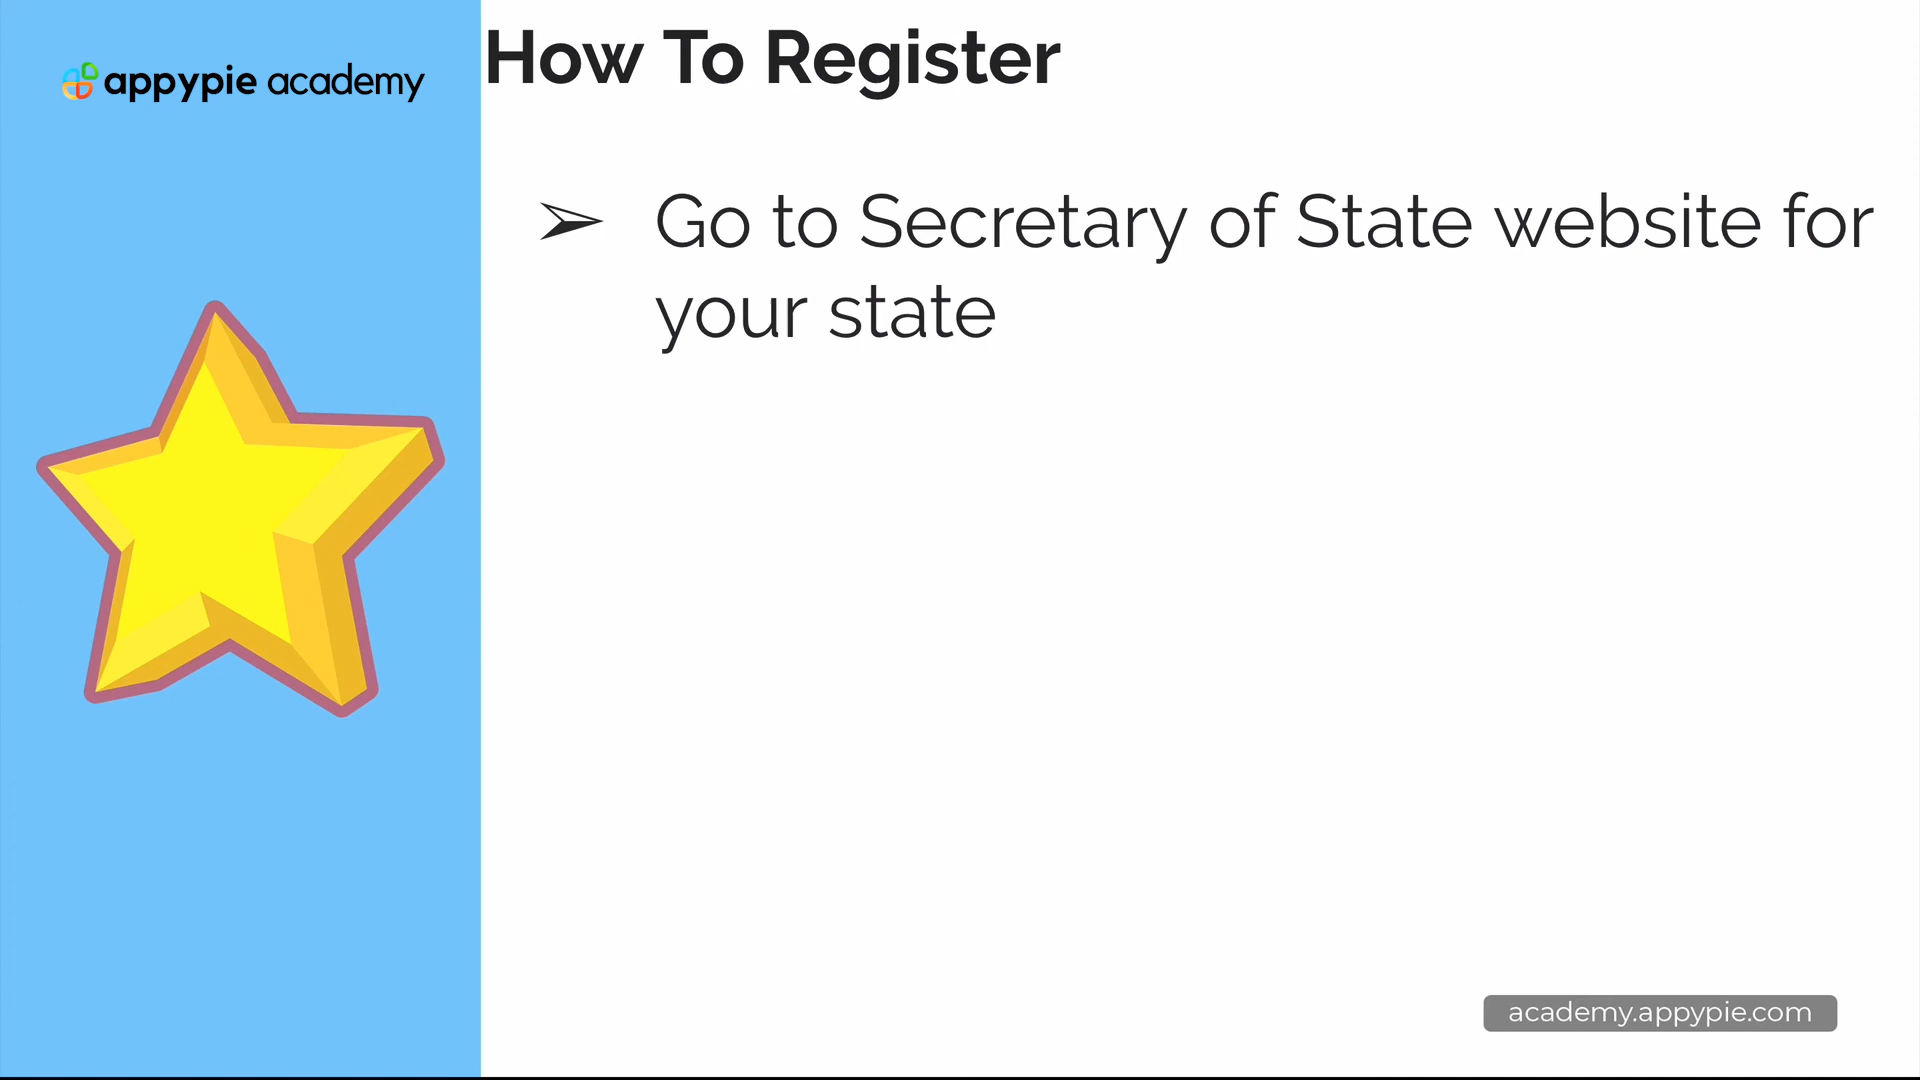 appypie academy
How To Register
➢ Go to Secretary of State website for
your state
academy.appypie.com